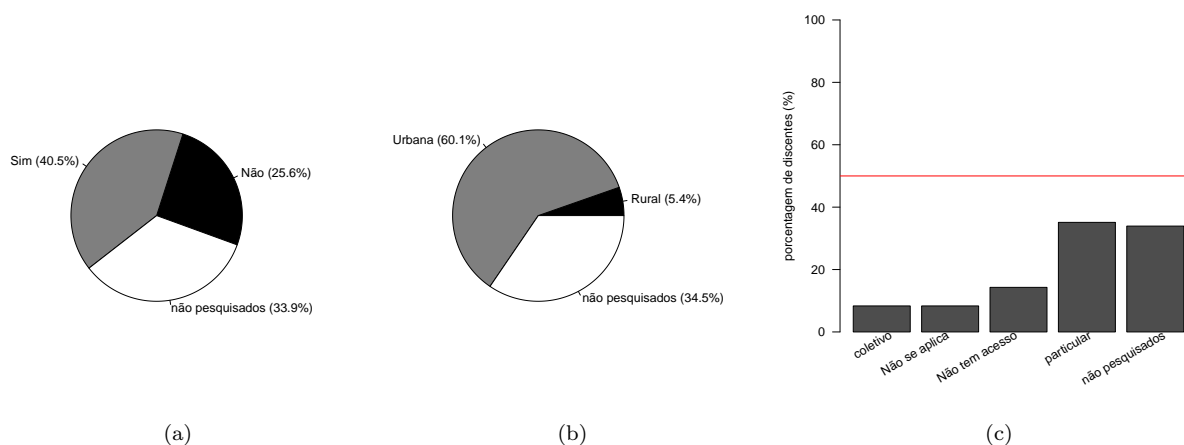 Sim (40.5%)
Não (25.6%)
não pesquisados (33.9%)
(a)
Urbana (60.1%)
Rural (5.4%)
não pesquisados (34.5%)
(b)
porcentagem de discentes (%)
100
80
60
40
20
0
coletivo
Não se aplica
Não tem acesso
particular
não pesquisados
(c)